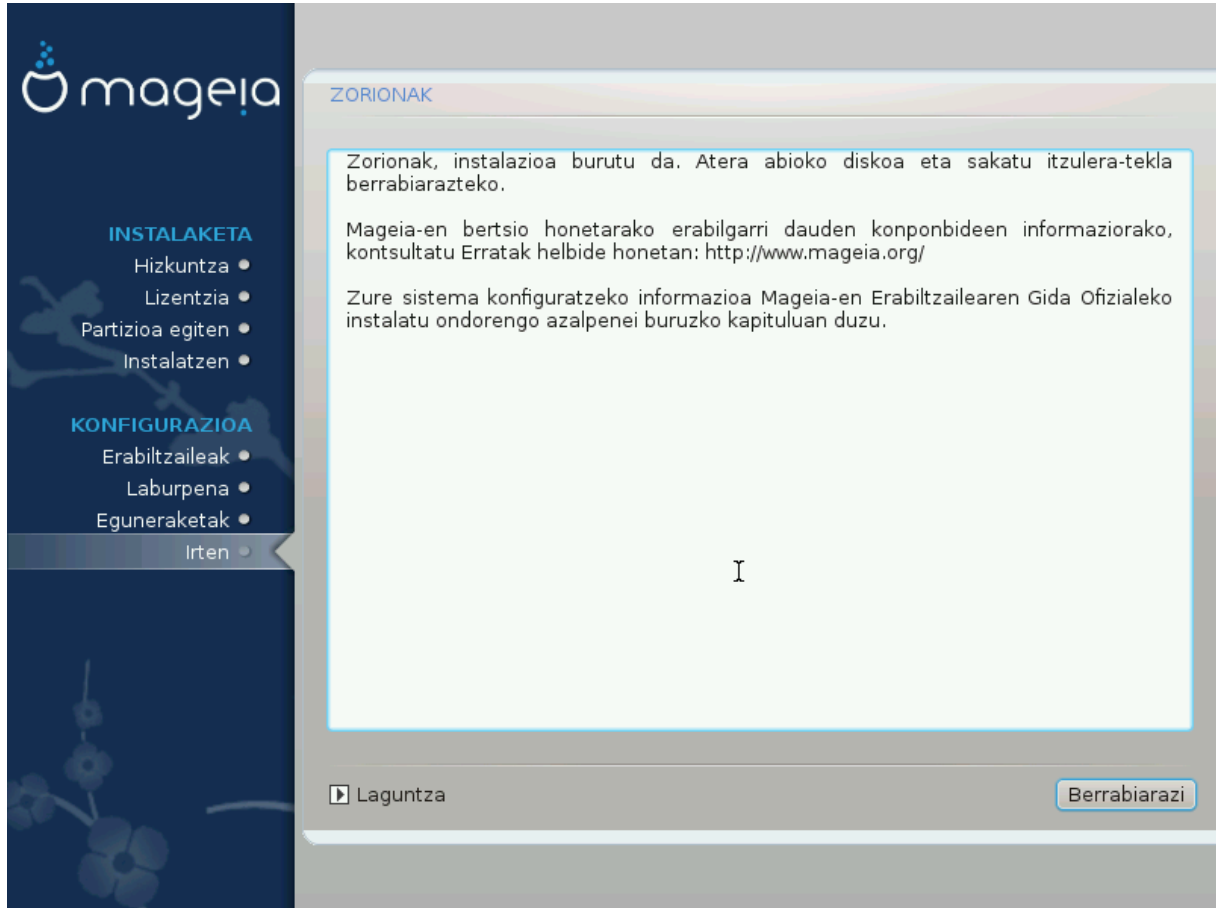 mageia
INSTALAKETA
Hizkuntza
Lizentzia
Partizioa egiten
Instalatzen
KONFIGURAZIOA
Erabiltzaileak
Laburpena
Eguneraketak
Irten
ZORIONAK
Zorionak, instalazioa burutu da. Atera abioko diskoa eta sakatu itzulera-tekla
berrabiarazteko.
Mageia-en bertsio honetarako erabilgarri dauden konponbideen informaziorako,
kontsultatu Erratak helbide honetan: http://www.mageia.org/
Zure sistema konfiguratzeko informazioa Mageia-en Erabiltzailearen Gida Ofizialeko
instalatu ondorengo azalpenei buruzko kapituluan duzu.
Laguntza
Berrabiarazi